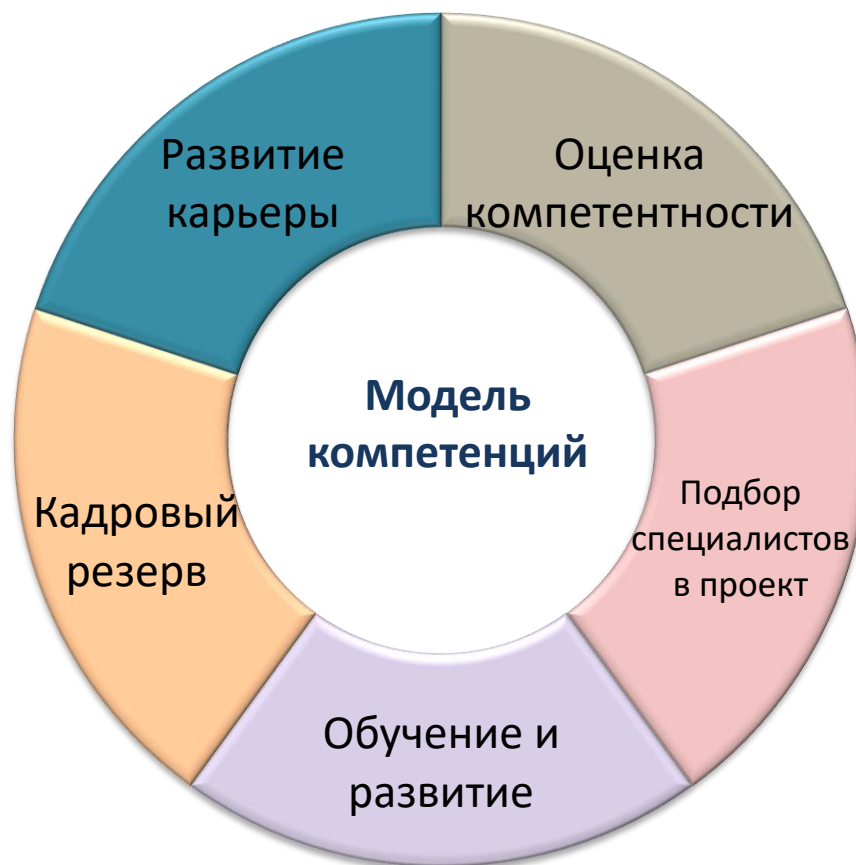 Развитие
карьеры
Оценка
компетентности
Модель
компетенций
Подбор
специалистов
в проект
Кадровый
резерв
Обучение и
развитие